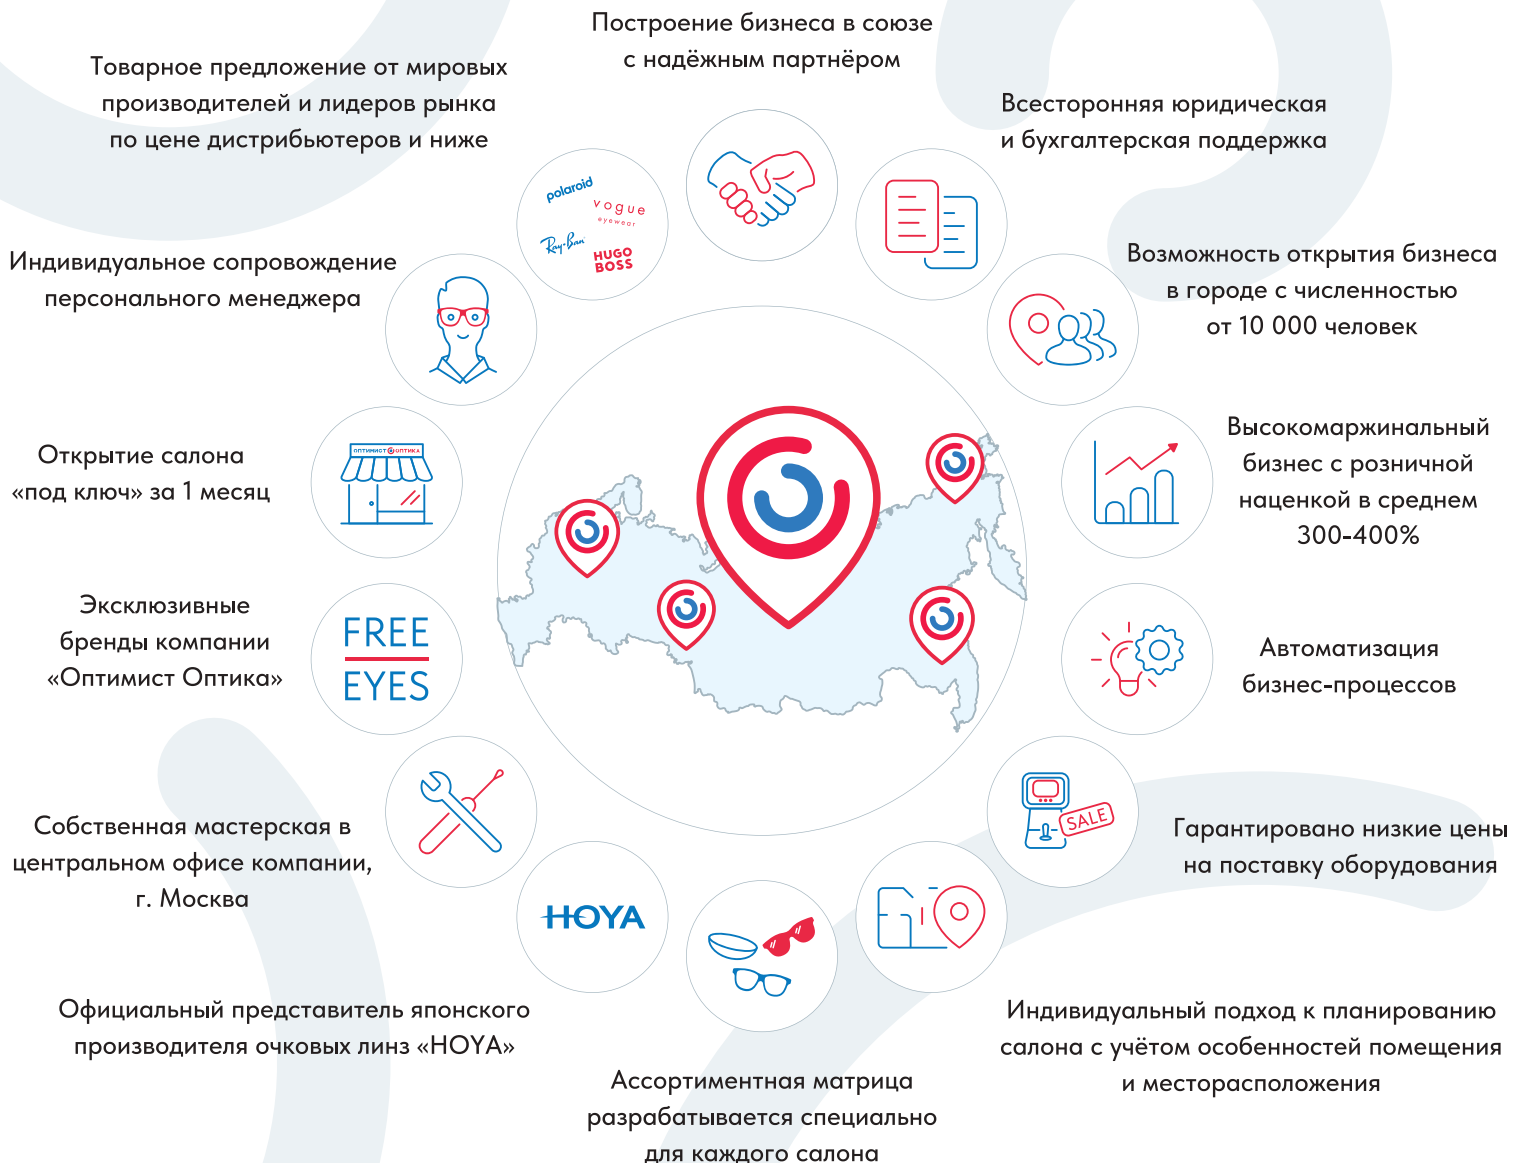 Построение бизнеса в союзе
с надёжным партнёром
Товарное предложение от мировых
производителей и лидеров рынка
по цене дистрибьютеров и ниже
Всесторонняя юридическая
и бухгалтерская поддержка
polaroid
vogue
eyewear
Ray-Ban
HUGO
BOSS
Индивидуальное сопровождение
персонального менеджера
Возможность открытия бизнеса
в городе с численностью
от 10 000 человек
Открытие салона
«под ключ» за 1 месяц
ОПТИМИСТ ОПТИКА
Высокомаржинальный
бизнес с розничной
наценкой в среднем
300-400%
Эксклюзивные
бренды компании
«Оптимист Оптика»
FREE
EYES
Автоматизация
бизнес-процессов
Собственная мастерская в
центральном офисе компании,
г. Москва
SALE
Гарантировано низкие цены
на поставку оборудования
HOYA
Официальный представитель японского
производителя очковых линз «HOYA»
Индивидуальный подход к планированию
салона с учётом особенностей помещения
и месторасположения
Ассортиментная матрица
разрабатывается специально
для каждого салона